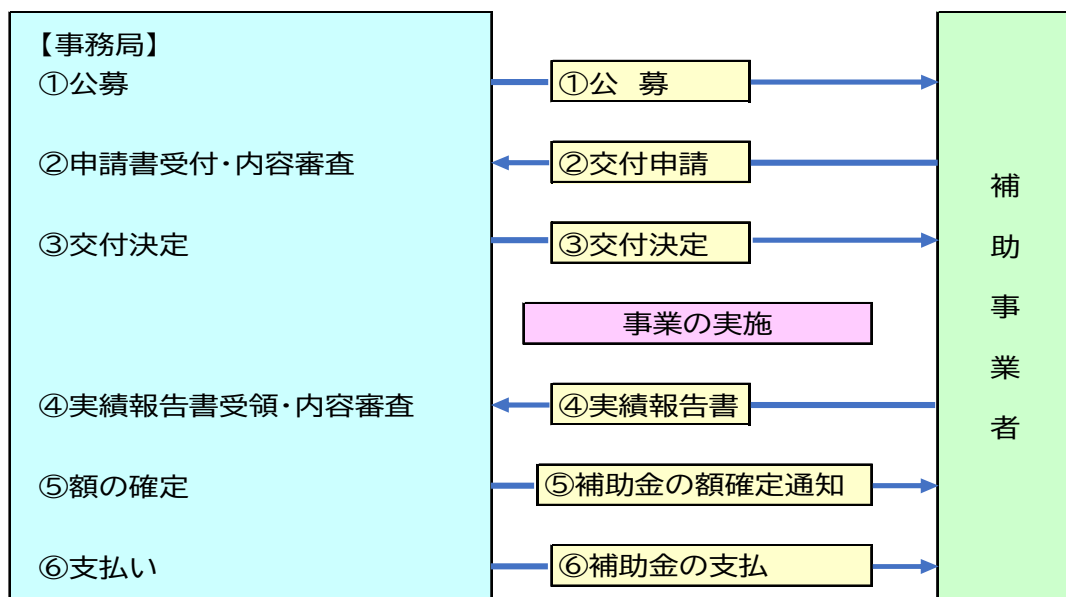 【事務局】
①公募
①公　募
②申請書受付・内容審査
②交付申請
③交付決定
③交付決定
事業の実施
④実績報告書受領・内容審査
④実績報告書
⑤額の確定
⑤補助金の額確定通知
⑥支払い
⑥補助金の支払
補助事業者